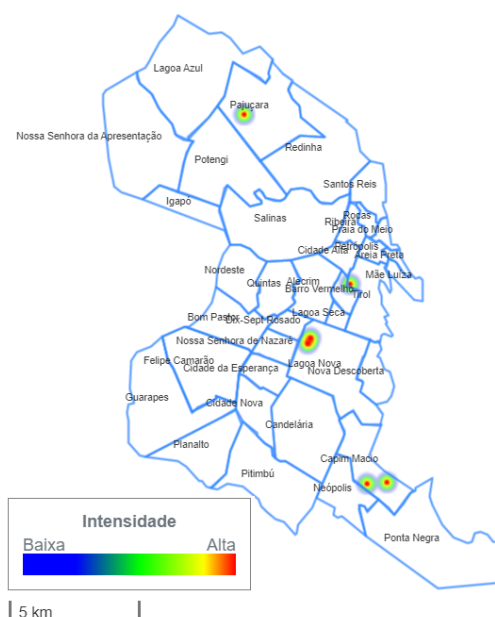 Lagoa Azul
Pajuçara
Nossa Senhora da Apresentação
Redinha
Potengi
Santos Reis
Igapó
Salinas
Rocas
Ribeira
Praia do Meio
Petrópolis
Cidade Alta
Areia Preta
Nordeste
Mãe Luíza
Quintas
Alecrim
Barro Vermelho
Tirol
Bom Pastor
Dix-Sept Rosado
Lagoa Seca
Nossa Senhora de Nazaré
Felipe Camarão
Lagoa Nova
Cidade da Esperança
Nova Descoberta
Guarapes
Cidade Nova
Candelária
Planalto
Capim Macio
Pitimbú
Neópolis
Ponta Negra
Intensidade
Baixa Alta
5 km